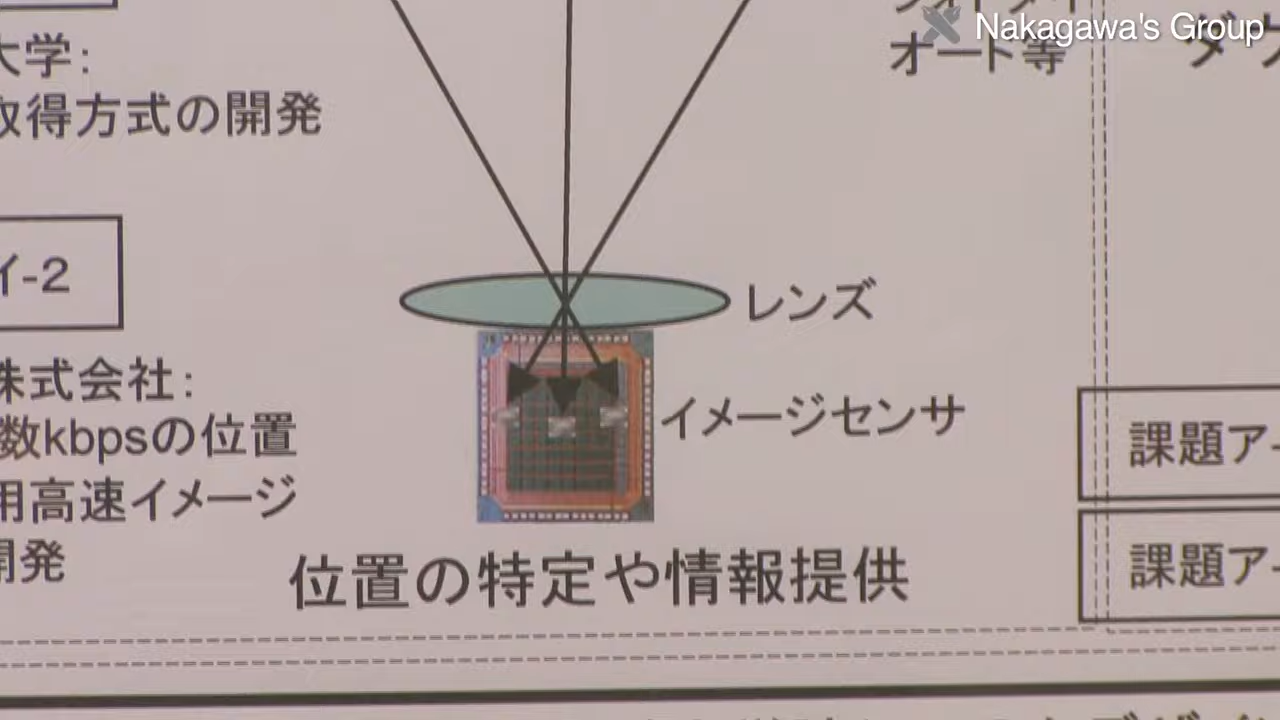 Nakagawa's Group
オート等
大学:
取得方式の開発
イ-2
レンズ
株式会社:
数kbpsの位置
用高速イメージ
開発
イメージセンサ
課題ア-
課題ア-
位置の特定や情報提供